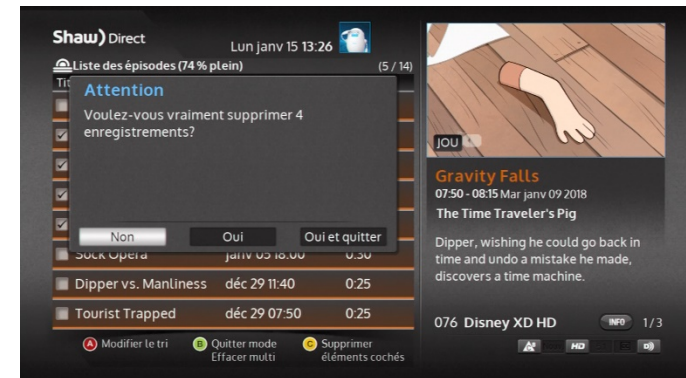 Shaw) Direct
Lun janv 15 13:26
Liste des épisodes (74 % plein) (5 / 14)
Tit
Attention
Voulez-vous vraiment supprimer 4
enregistrements?
Non Oui Oui et quitter
Sock Opera janv 05 18:00 0:30
Dipper vs. Manliness déc 29 11:40 0:25
Tourist Trapped déc 29 07:50 0:25
A Modifier le tri B Quitter mode C Supprimer
Effacer multi éléments cochés
JOU
Gravity Falls
07:50 - 08:15 Mar janv 09 2018
The Time Traveler's Pig
Dipper, wishing he could go back in
time and undo a mistake he made,
discovers a time machine.
076 Disney XD HD INFO 1/3
HD